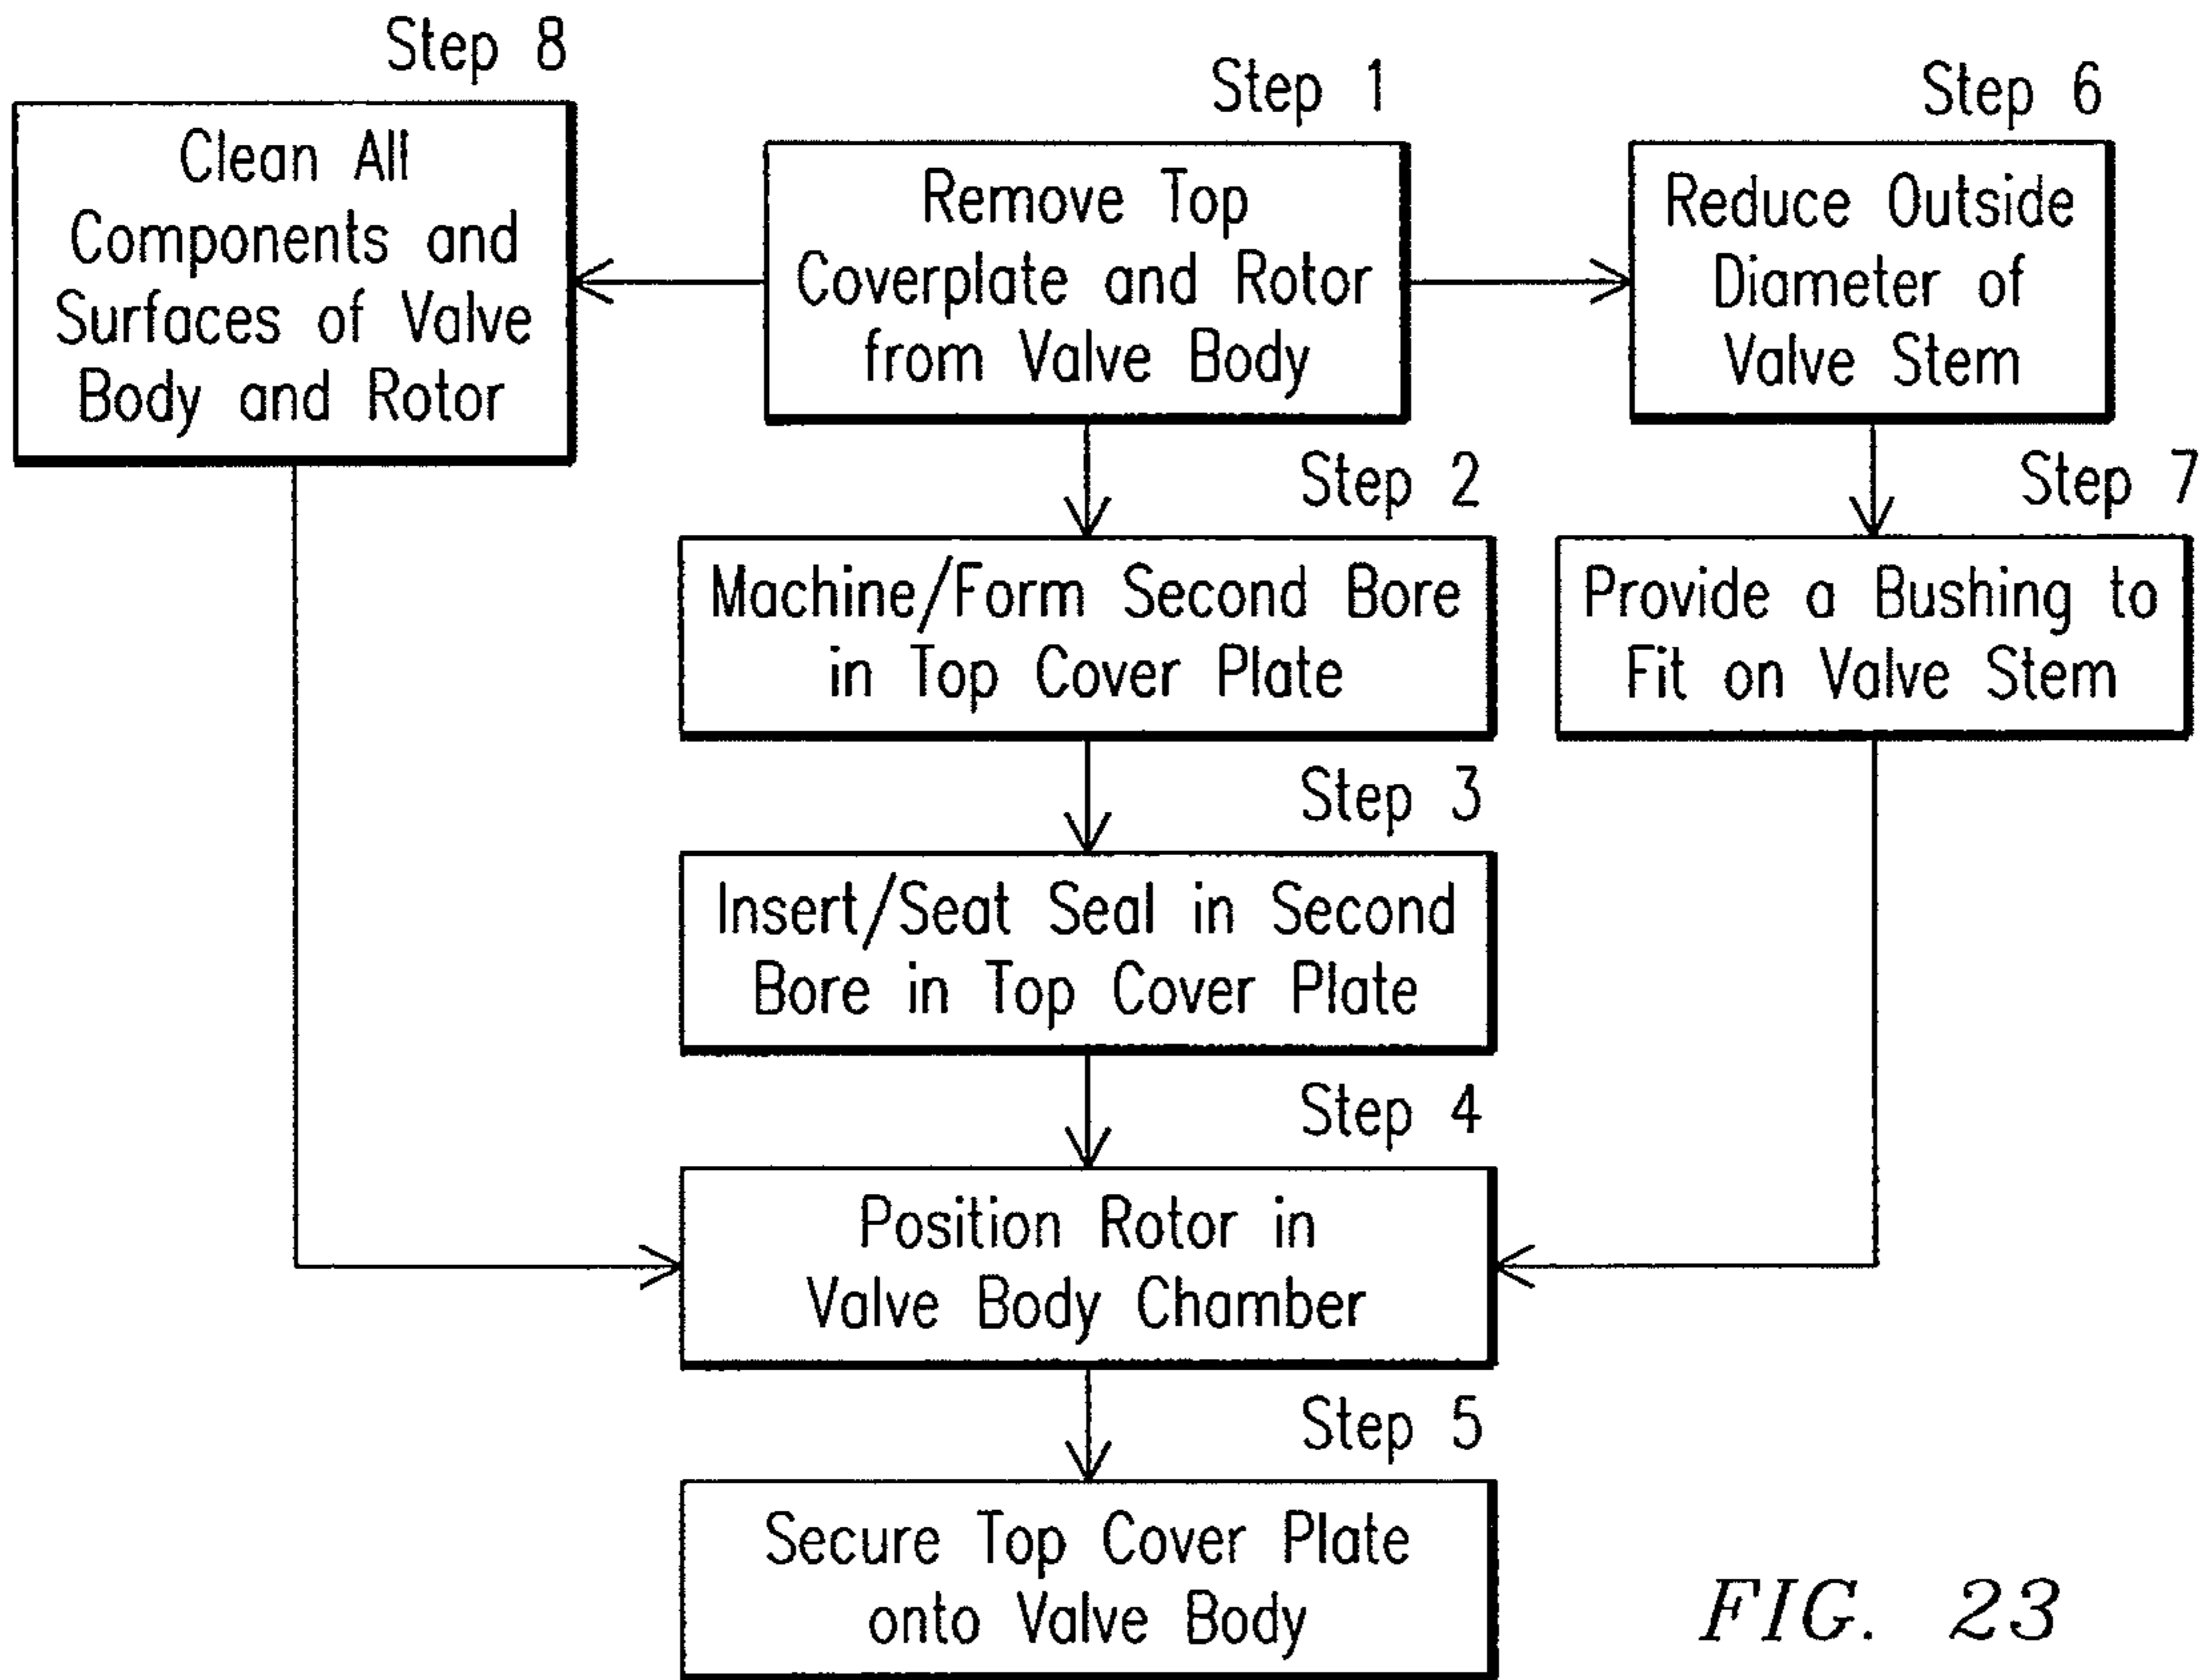 Step 8
Clean All
Components and
Surfaces of Valve
Body and Rotor
Step 1
Remove Top
Coverplate and Rotor
from Valve Body
Step 6
Reduce Outside
Diameter of
Valve Stem
Step 2
Machine/Form Second Bore
in Top Cover Plate
Step 7
Provide a Bushing to
Fit on Valve Stem
Step 3
Insert/Seat Seal in Second
Bore in Top Cover Plate
Step 4
Position Rotor in
Valve Body Chamber
Step 5
Secure Top Cover Plate
onto Valve Body
FIG. 23